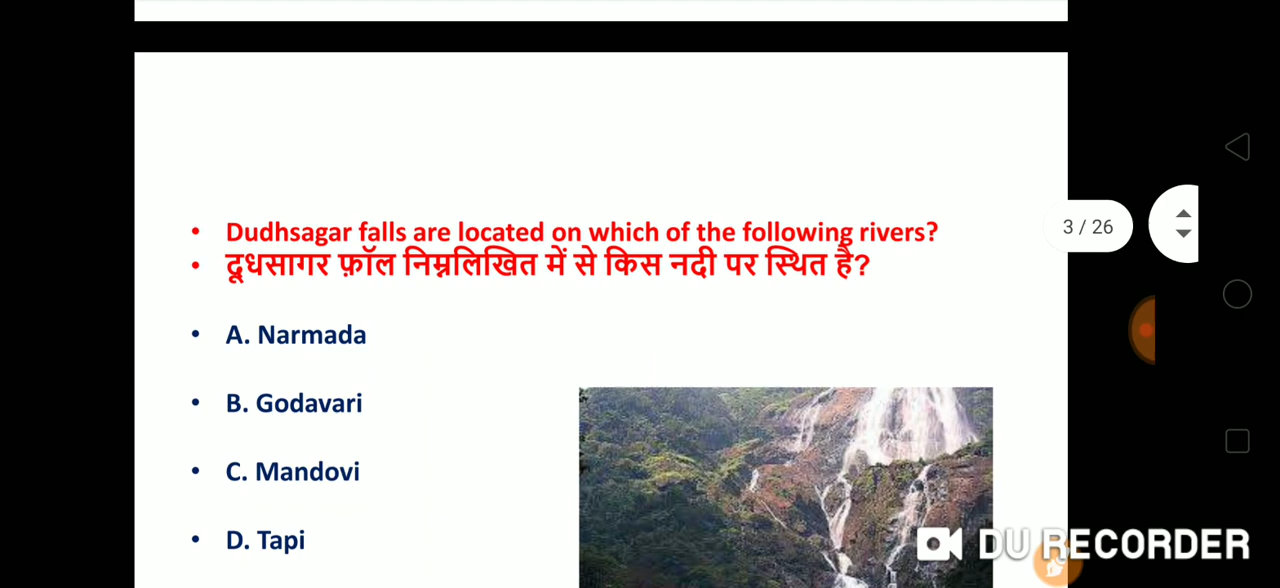 • Dudhsagar falls are located on which of the following rivers?
• दूधसागर फ़ॉल निम्नलिखित में से किस नदी पर स्थित है?
3 / 26
• A. Narmada
• B. Godavari
• C. Mandovi
• D. Tapi
DU RECORDER